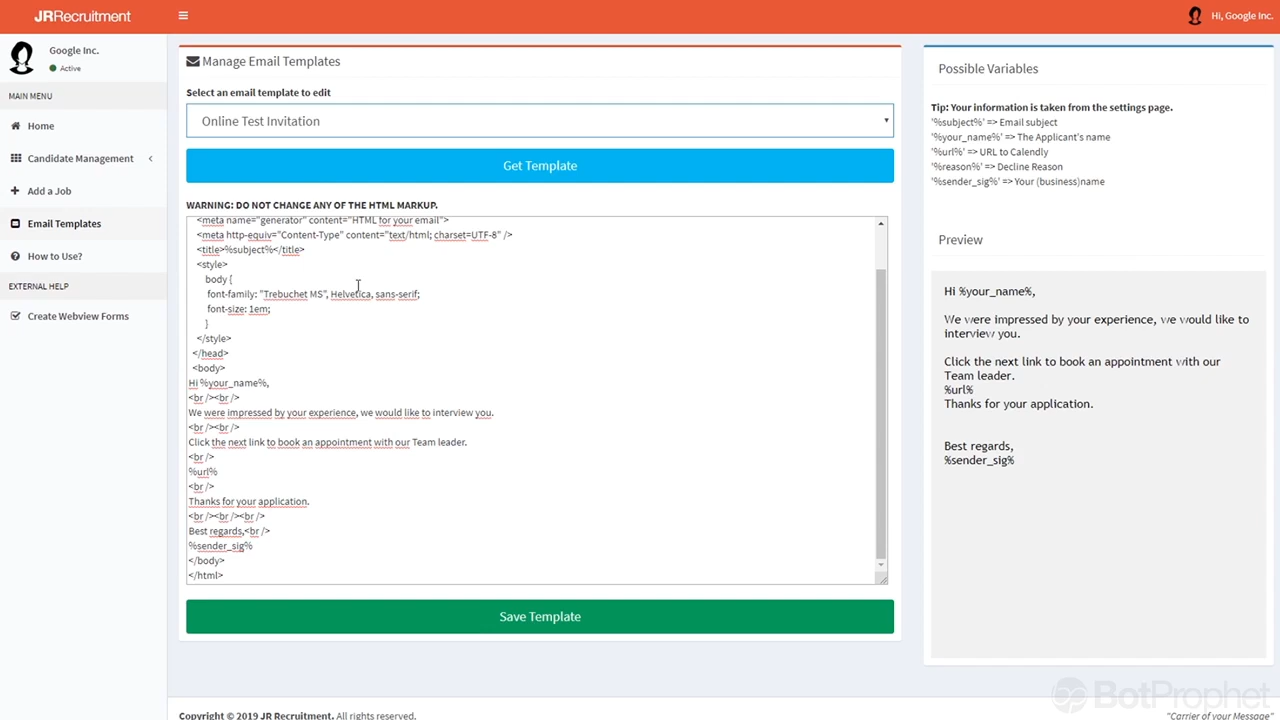 JRRecruitment
Hi, Google Inc.
Google Inc.
Active
MAIN MENU
Home
Candidate Management
Add a Job
Email Templates
How to Use?
EXTERNAL HELP
Create Webview Forms
Manage Email Templates
Select an email template to edit
Online Test Invitation
Get Template
WARNING: DO NOT CHANGE ANY OF THE HTML MARKUP.
<meta name="generator" content="HTML for your email">
<meta http-equiv="Content-Type" content="text/html; charset=UTF-8" />
<title>%subject%</title>
<style>
body {
font-family: "Trebuchet MS", Helvetica, sans-serif;
font-size: 1em;
}
</style>
</head>
<body>
Hi %your_name%,
<br /><br />
We were impressed by your experience, we would like to interview you.
<br /><br />
Click the next link to book an appointment with our Team leader.
<br />
%url%
<br />
Thanks for your application.
<br /><br /><br />
Best regards,<br />
%sender_sig%
</body>
</html>
Save Template
Possible Variables
Tip: Your information is taken from the settings page.
'%subject%' => Email subject
'%your_name%' => The Applicant's name
'%url%' => URL to Calendly
'%reason%' => Decline Reason
'%sender_sig%' => Your (business)name
Preview
Hi %your_name%,
We were impressed by your experience, we would like to
interview you.
Click the next link to book an appointment with our
Team leader.
%url%
Thanks for your application.
Best regards,
%sender_sig%
BotProphet
Copyright © 2019 JR Recruitment. All rights reserved.
"Carrier of your Message"